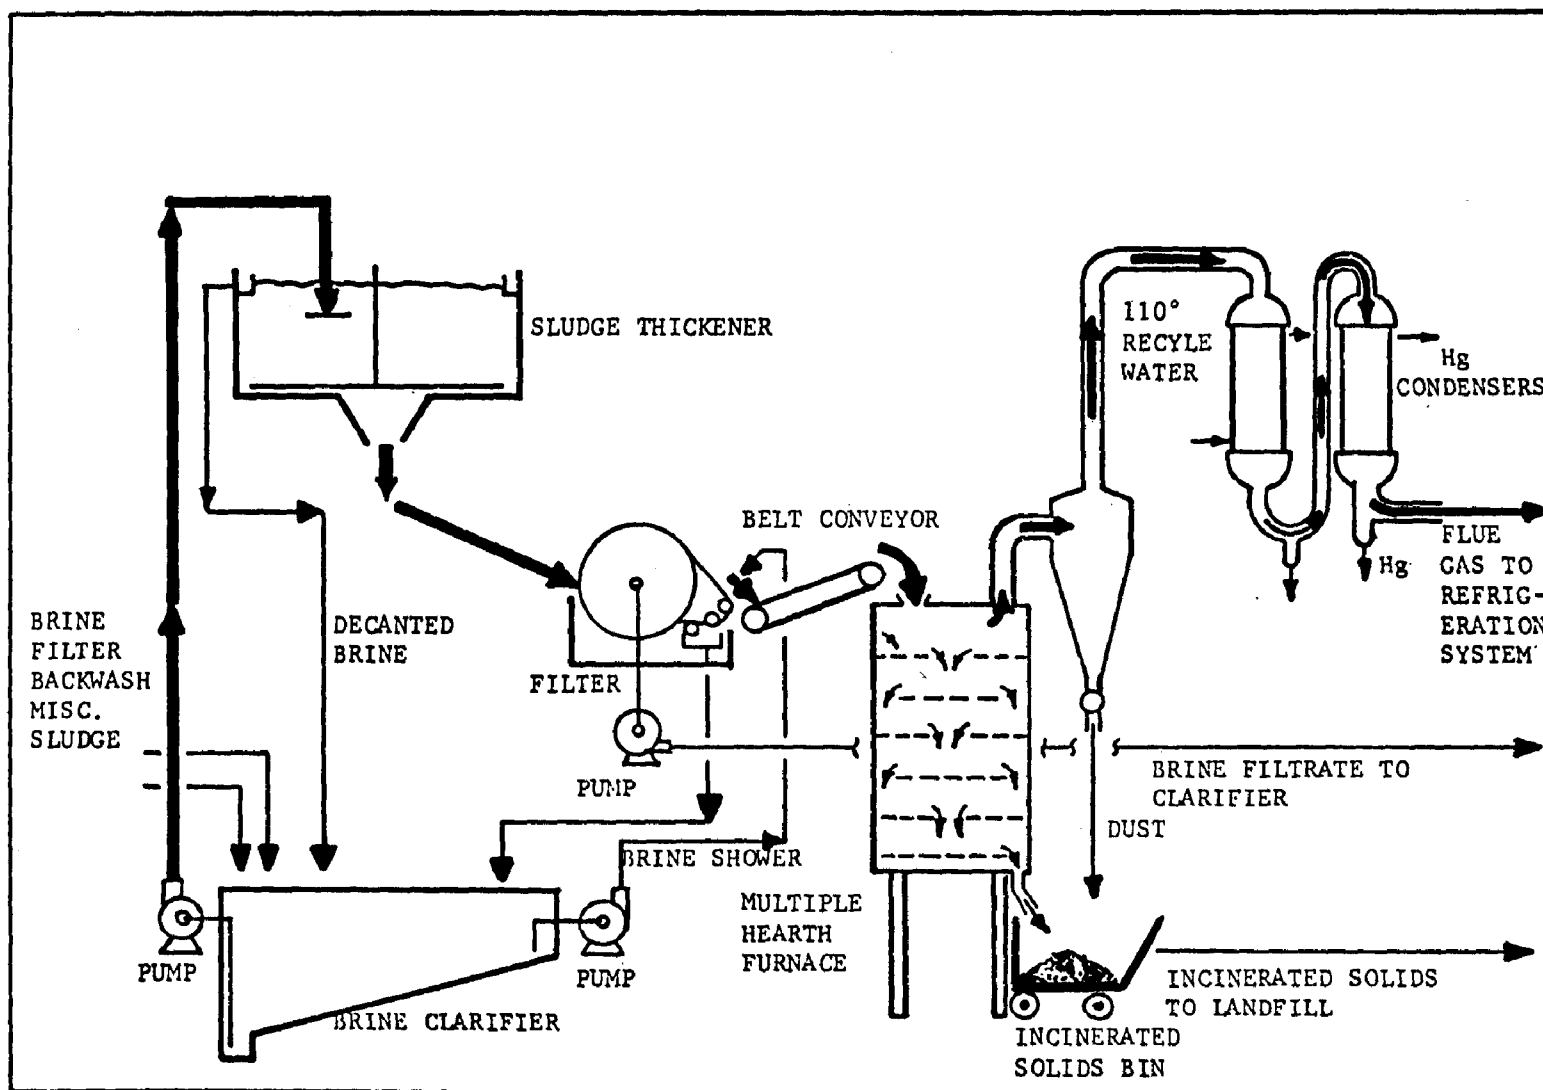 SLUDGE THICKENER
110°
RECYLE
WATER
Hg
CONDENSERS
BELT CONVEYOR
FLUE
GAS TO
REFRIG-
ERATION
SYSTEM
Hg
BRINE
FILTER
BACKWASH
MISC.
SLUDGE
DECANTED
BRINE
FILTER
PUMP
BRINE FILTRATE TO
CLARIFIER
DUST
BRINE SHOWER
MULTIPLE
HEARTH
FURNACE
PUMP
PUMP
BRINE CLARIFIER
INCINERATED SOLIDS
TO LANDFILL
INCINERATED
SOLIDS BIN